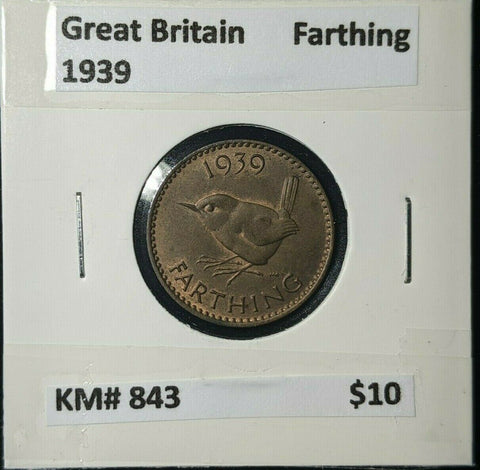 Great Britain Farthing
1939
1939
FARTHING
KM# 843 $10